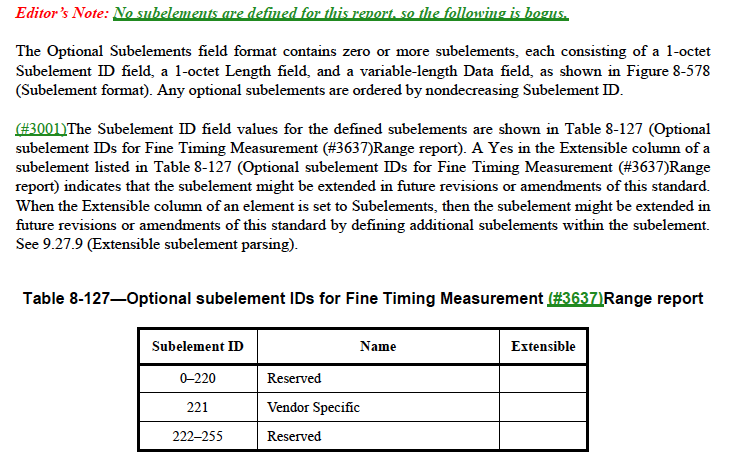 Editor's Note: No subelements are defined for this report, so the following is bogus.
The Optional Subelements field format contains zero or more subelements, each consisting of a 1-octet
Subelement ID field, a 1-octet Length field, and a variable-length Data field, as shown in Figure 8-578
(Subelement format). Any optional subelements are ordered by nondecreasing Subelement ID.
(#3001)The Subelement ID field values for the defined subelements are shown in Table 8-127 (Optional
subelement IDs for Fine Timing Measurement (#3637)Range report). A Yes in the Extensible column of a
subelement listed in Table 8-127 (Optional subelement IDs for Fine Timing Measurement (#3637)Range
report) indicates that the subelement might be extended in future revisions or amendments of this standard.
When the Extensible column of an element is set to Subelements, then the subelement might be extended in
future revisions or amendments of this standard by defining additional subelements within the subelement.
See 9.27.9 (Extensible subelement parsing).
Table 8-127—Optional subelement IDs for Fine Timing Measurement (#3637)Range report
Subelement ID Name Extensible
0–220 Reserved
221 Vendor Specific
222–255 Reserved